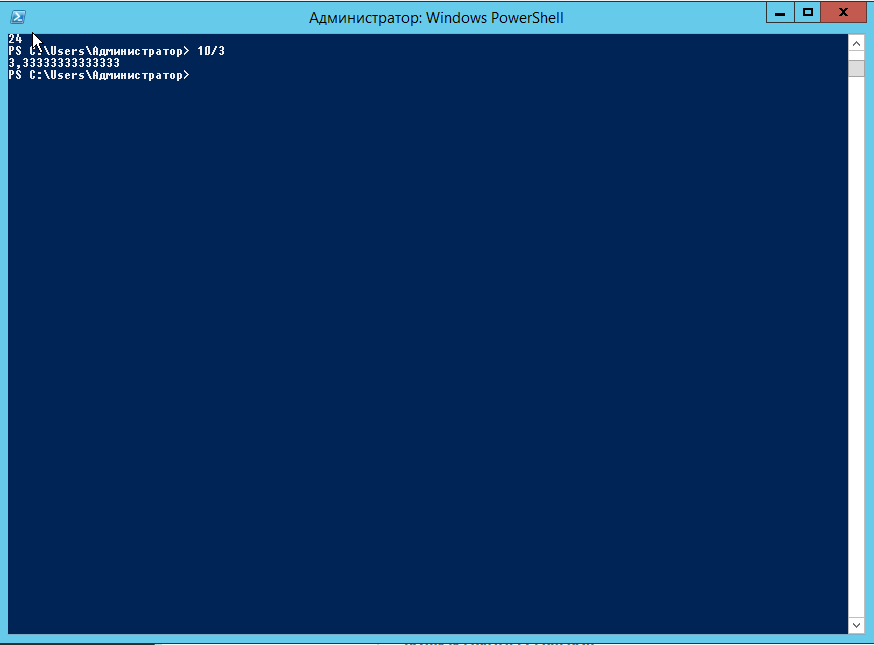 Администратор: Windows PowerShell
24
PS C:\Users\Администратор> 10/3
3,33333333333333
PS C:\Users\Администратор>